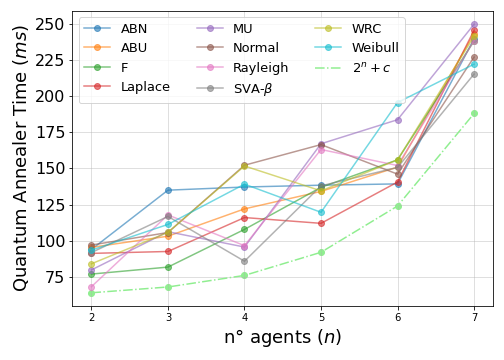 Quantum Annealer Time (ms)
250
225
200
175
150
125
100
75
ABN
ABU
F
Laplace
MU
Normal
Rayleigh
SVA-β
WRC
Weibull
2ⁿ + c
2 3 4 5 6 7
n° agents (n)